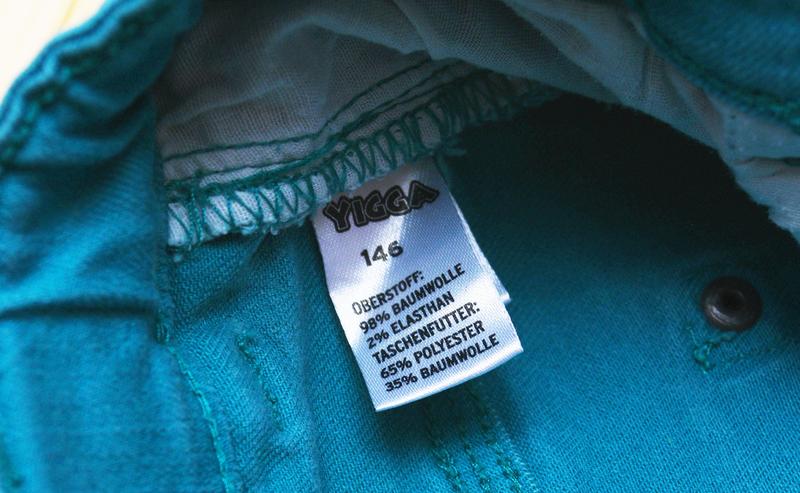 YIGGA
146
OBERSTOFF:
98% BAUMWOLLE
2% ELASTHAN
TASCHENFUTTER:
65% POLYESTER
35% BAUMWOLLE